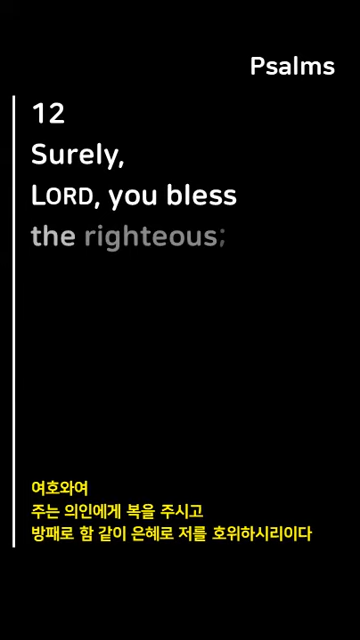 Psalms
12
Surely,
LORD, you bless
the righteous;
여호와여
주는 의인에게 복을 주시고
방패로 함 같이 은혜로 저를 호위하시리이다